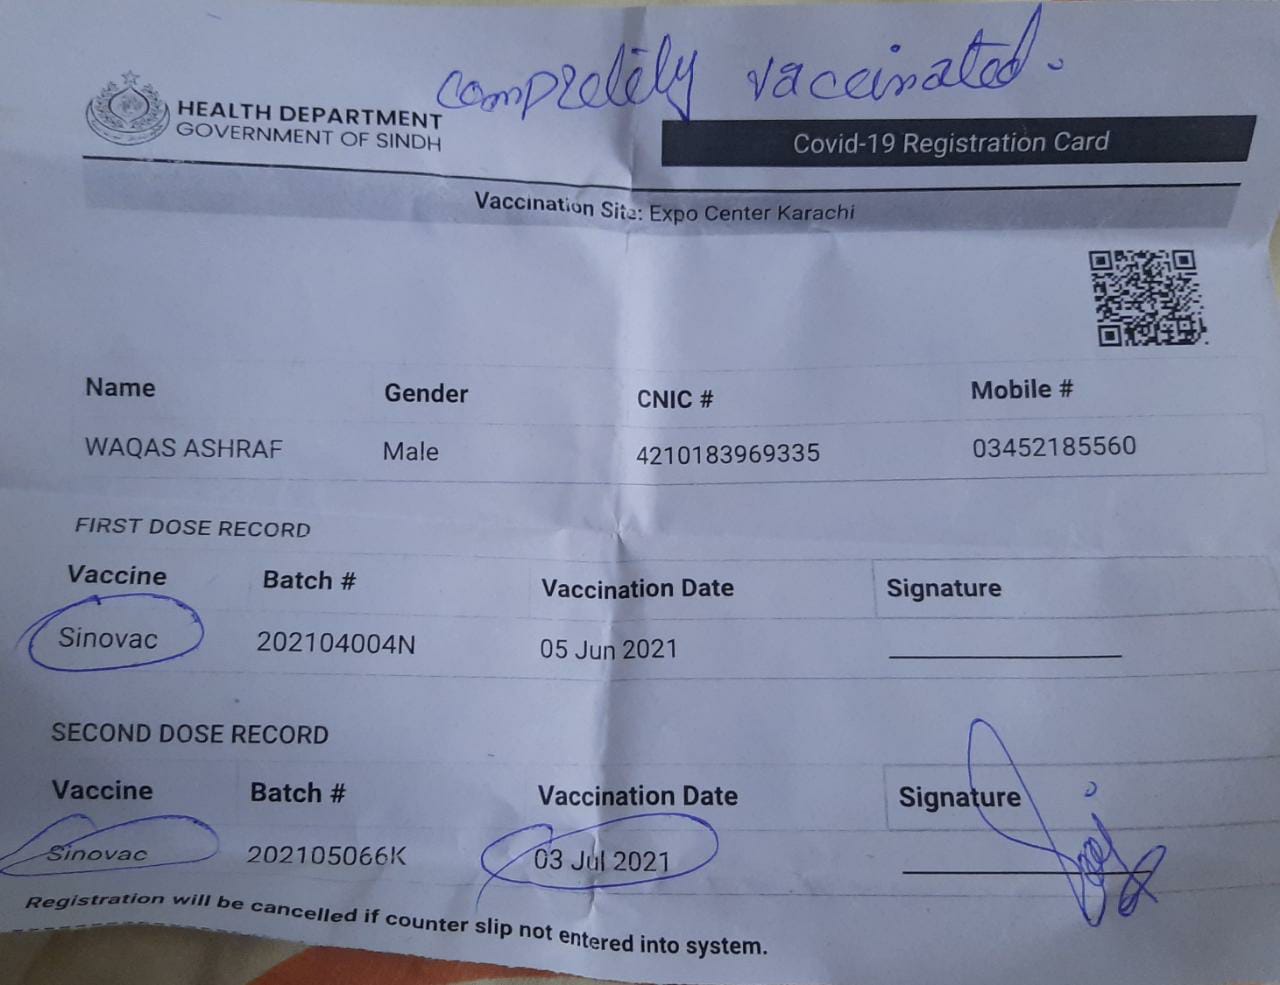 completely vaccinated.
HEALTH DEPARTMENT
GOVERNMENT OF SINDH
Covid-19 Registration Card
Vaccination Site: Expo Center Karachi
Name Gender CNIC # Mobile #
WAQAS ASHRAF Male 4210183969335 03452185560
FIRST DOSE RECORD
Vaccine Batch # Vaccination Date Signature
Sinovac 202104004N 05 Jun 2021
SECOND DOSE RECORD
Vaccine Batch # Vaccination Date Signature
Sinovac 202105066K 03 Jul 2021
Registration will be cancelled if counter slip not entered into system.